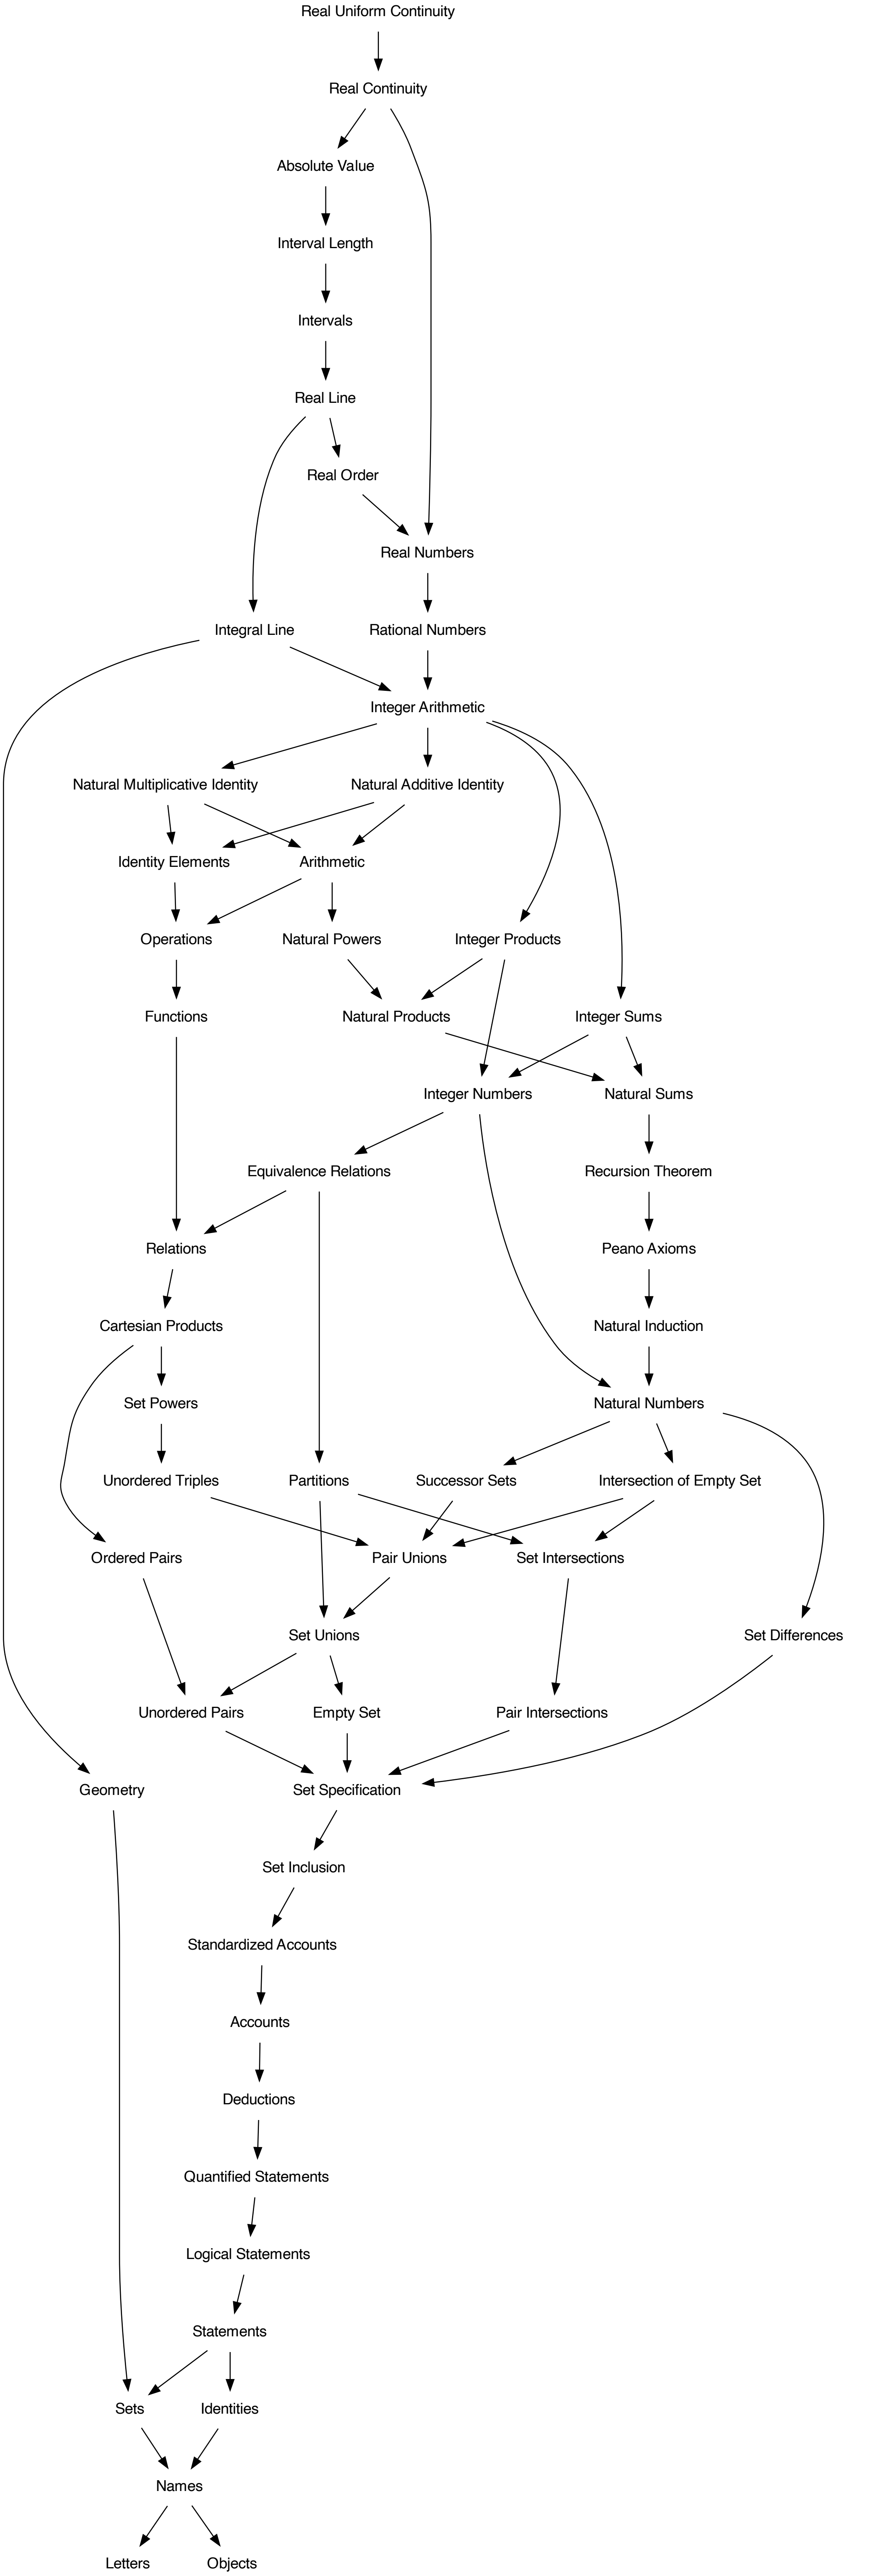 Real Uniform Continuity
Real Continuity
Absolute Value
Interval Length
Intervals
Real Line
Real Order
Real Numbers
Integral Line
Rational Numbers
Integer Arithmetic
Natural Multiplicative Identity
Natural Additive Identity
Identity Elements
Arithmetic
Operations
Natural Powers
Integer Products
Functions
Natural Products
Integer Sums
Integer Numbers
Natural Sums
Equivalence Relations
Recursion Theorem
Relations
Peano Axioms
Cartesian Products
Natural Induction
Set Powers
Natural Numbers
Unordered Triples
Partitions
Successor Sets
Intersection of Empty Set
Ordered Pairs
Pair Unions
Set Intersections
Set Unions
Set Differences
Unordered Pairs
Empty Set
Pair Intersections
Geometry
Set Specification
Set Inclusion
Standardized Accounts
Accounts
Deductions
Quantified Statements
Logical Statements
Statements
Sets
Identities
Names
Letters
Objects